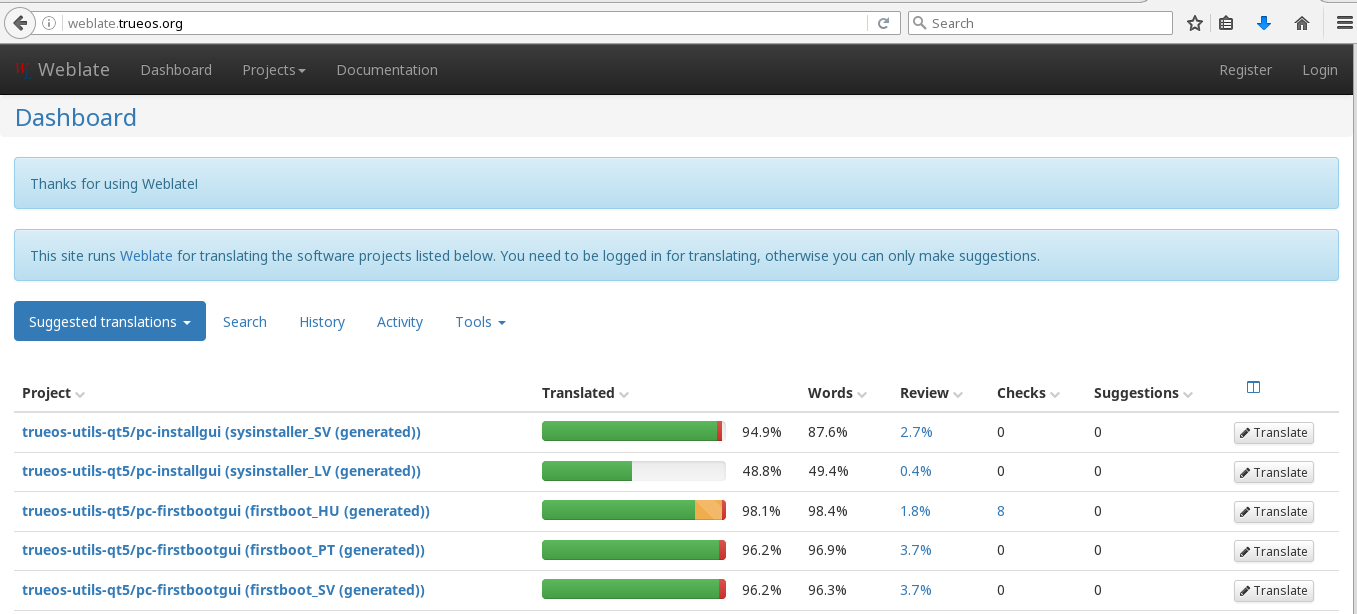 weblate.trueos.org
Search
Weblate Dashboard Projects Documentation Register Login
Dashboard
Thanks for using Weblate!
This site runs Weblate for translating the software projects listed below. You need to be logged in for translating, otherwise you can only make suggestions.
Suggested translations Search History Activity Tools
Project Translated Words Review Checks Suggestions
trueos-utils-qt5/pc-installgui (sysinstaller_SV (generated)) 94.9% 87.6% 2.7% 0 0 Translate
trueos-utils-qt5/pc-installgui (sysinstaller_LV (generated)) 48.8% 49.4% 0.4% 0 0 Translate
trueos-utils-qt5/pc-firstbootgui (firstboot_HU (generated)) 98.1% 98.4% 1.8% 8 0 Translate
trueos-utils-qt5/pc-firstbootgui (firstboot_PT (generated)) 96.2% 96.9% 3.7% 0 0 Translate
trueos-utils-qt5/pc-firstbootgui (firstboot_SV (generated)) 96.2% 96.3% 3.7% 0 0 Translate